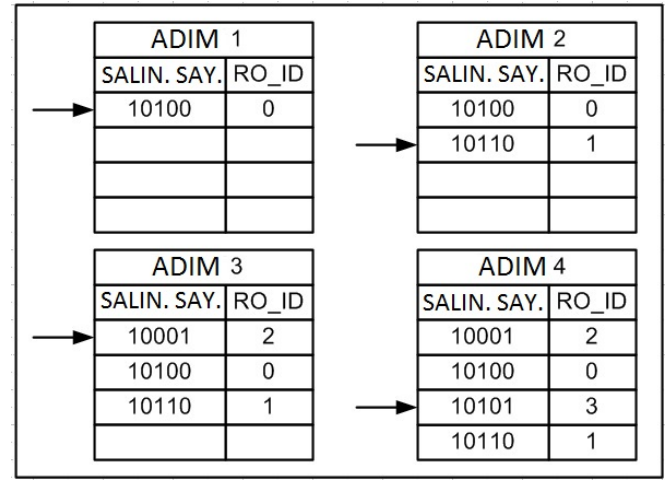 ADIM 1
SALIN. SAY. RO_ID
10100 0
ADIM 2
SALIN. SAY. RO_ID
10100 0
10110 1
ADIM 3
SALIN. SAY. RO_ID
10001 2
10100 0
10110 1
ADIM 4
SALIN. SAY. RO_ID
10001 2
10100 0
10101 3
10110 1